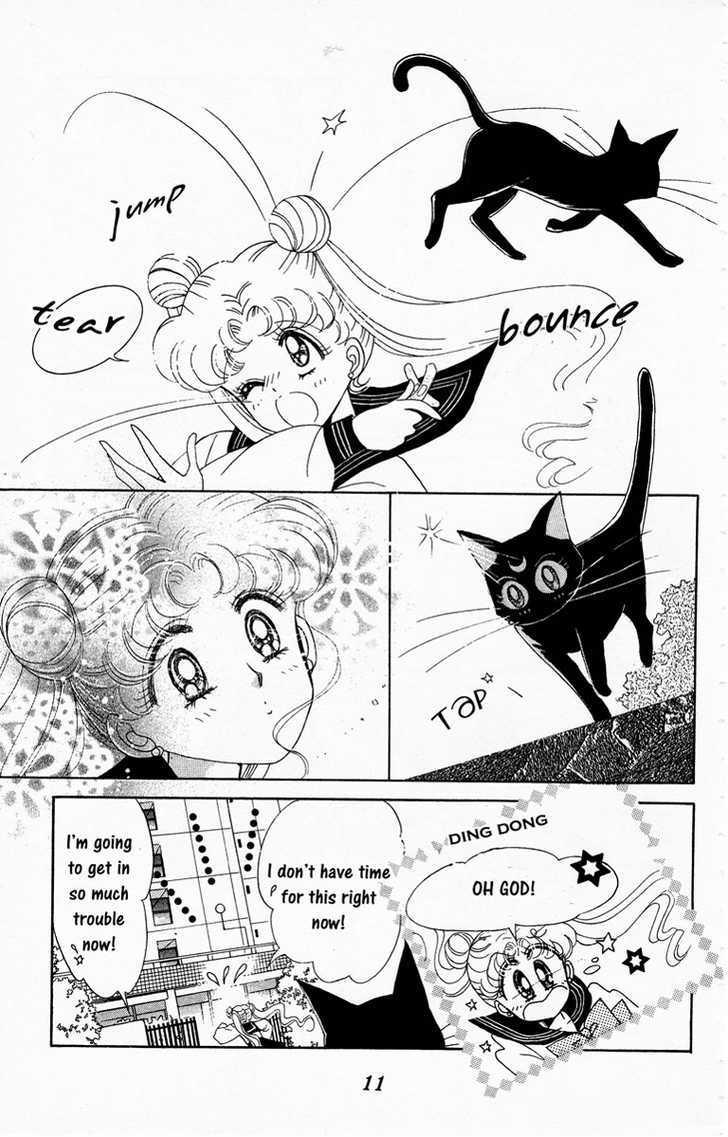 jump
tear
bounce
TAP
DING DONG
OH GOD!
I don't have time
for this right
now!
I'm going
to get in
so much
trouble
now!
11